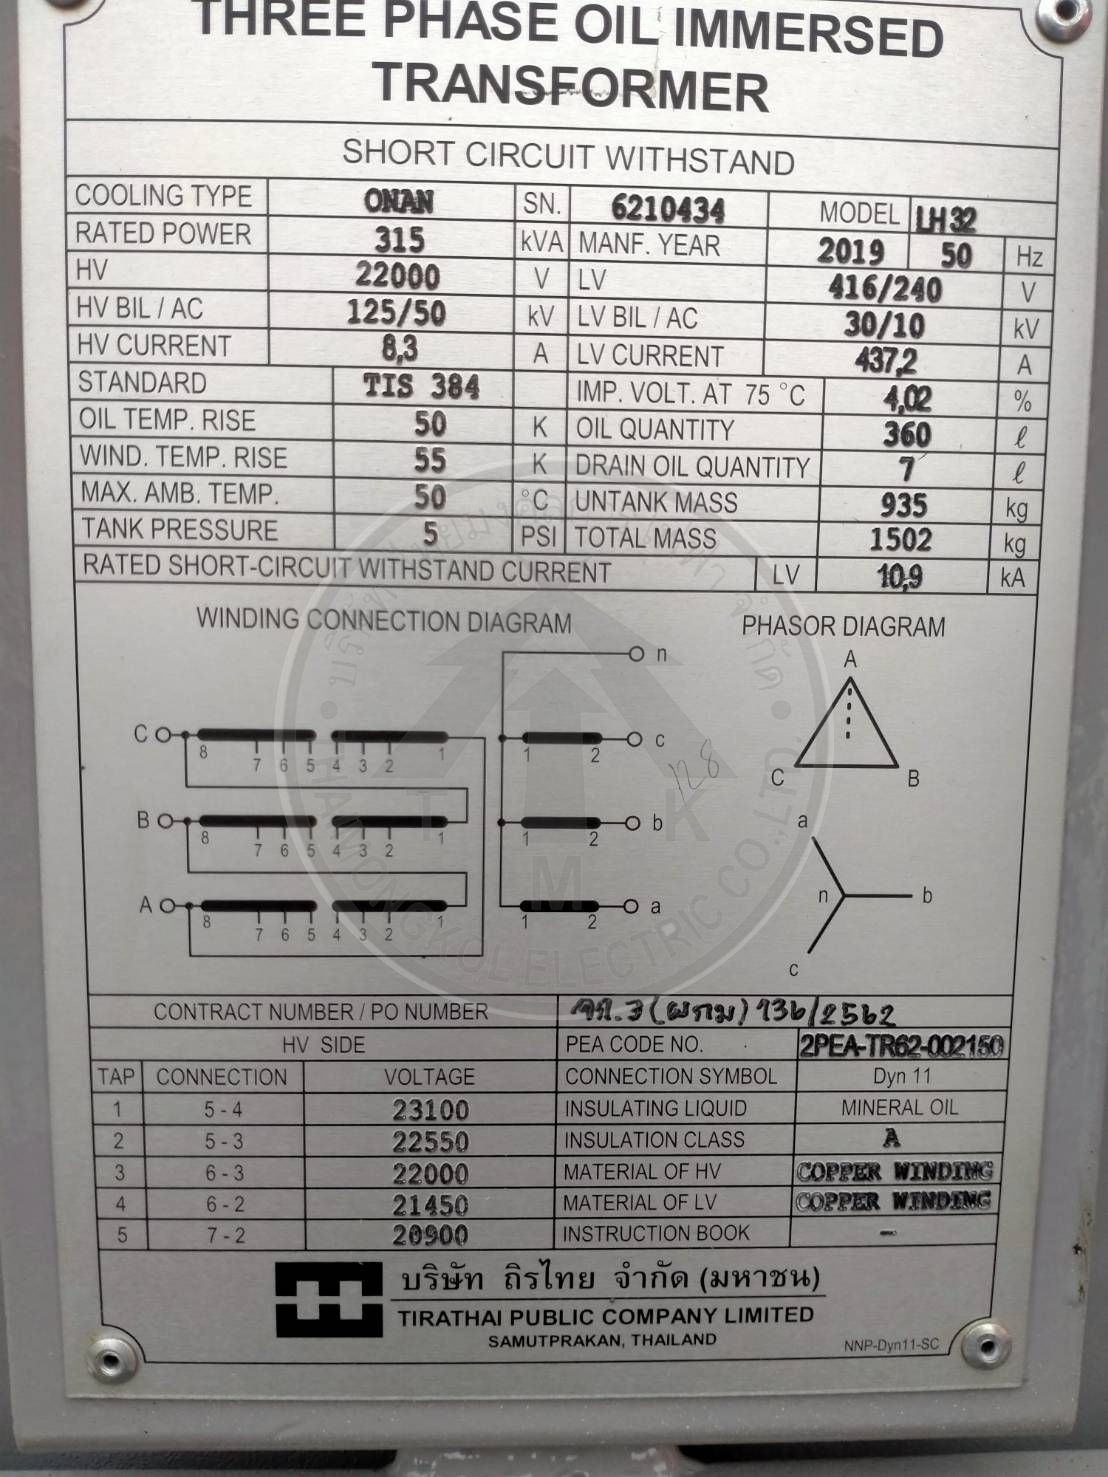 THREE PHASE OIL IMMERSED
TRANSFORMER
SHORT CIRCUIT WITHSTAND
COOLING TYPE ONAN SN. 6210434 MODEL LH32
RATED POWER 315 kVA MANF. YEAR 2019 50 Hz
HV 22000 V LV 416/240 V
HV BIL / AC 125/50 kV LV BIL / AC 30/10 kV
HV CURRENT 8,3 A LV CURRENT 437,2 A
STANDARD TIS 384 IMP. VOLT. AT 75 °C 4,02 %
OIL TEMP. RISE 50 K OIL QUANTITY 360 ℓ
WIND. TEMP. RISE 55 K DRAIN OIL QUANTITY 7 ℓ
MAX. AMB. TEMP. 50 °C UNTANK MASS 935 kg
TANK PRESSURE 5 PSI TOTAL MASS 1502 kg
RATED SHORT-CIRCUIT WITHSTAND CURRENT LV 10,9 kA
WINDING CONNECTION DIAGRAM PHASOR DIAGRAM
n
A
C 8 7 6 5 4 3 2 1 1 2 c
C B
B 8 7 6 5 4 3 2 1 1 2 b
a
A 8 7 6 5 4 3 2 1 1 2 a
n b
c
128
T M K
ELECTRIC CO.,LTD.
CONTRACT NUMBER / PO NUMBER จก.3(ผกม)136/2562
HV SIDE PEA CODE NO. 2PEA-TR62-002150
TAP CONNECTION VOLTAGE CONNECTION SYMBOL Dyn 11
1 5 - 4 23100 INSULATING LIQUID MINERAL OIL
2 5 - 3 22550 INSULATION CLASS A
3 6 - 3 22000 MATERIAL OF HV COPPER WINDING
4 6 - 2 21450 MATERIAL OF LV COPPER WINDING
5 7 - 2 20900 INSTRUCTION BOOK -
บริษัท ถิรไทย จำกัด (มหาชน)
TIRATHAI PUBLIC COMPANY LIMITED
SAMUTPRAKAN, THAILAND
NNP-Dyn11-SC